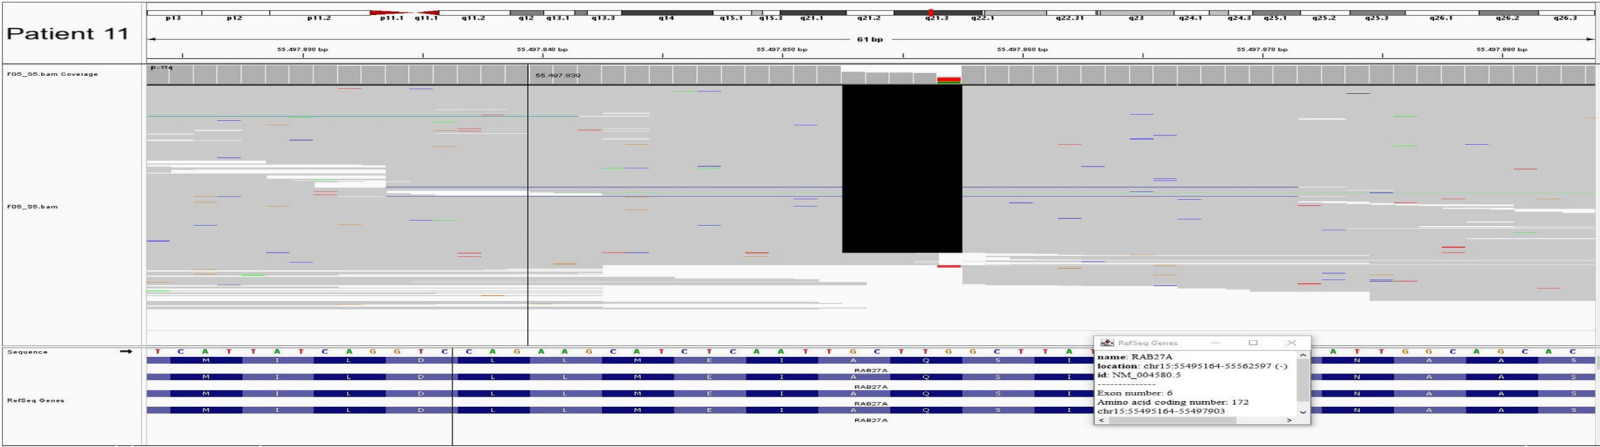 p13 p12 p11.2 p11.1 q11.1 q11.2 q12 q13.1 q13.3 q14 q15.1 q15.3 q21.1 q21.2 q21.3 q22.1 q22.31 q23 q24.1 q24.3 q25.1 q25.2 q25.3 q26.1 q26.2 q26.3
Patient 11
61 bp
55.497.830 bp 55.497.840 bp 55.497.850 bp 55.497.860 bp 55.497.870 bp 55.497.880 bp
F05_S5.bam Coverage
55.497.839
F05_S5.bam
Sequence
T C A T T A T C A G G T C C A G A A G C A T C T C A A T T G C T T G G C T T A
A T T G G C A G C A C
M I L D L L M E I A Q S I N A A S
RAB27A
M I L D L L M E I A Q S I N A A S
RAB27A
RefSeq Genes
M I L D L L M E I A Q S I N A A S
RAB27A
M I L D L L M E I A Q S I N A A S
RAB27A
RefSeq Genes
name: RAB27A
location: chr15:55495164-55562597 (-)
id: NM_004580.5
--------------
Exon number: 6
Amino acid coding number: 172
chr15:55495164-55497903